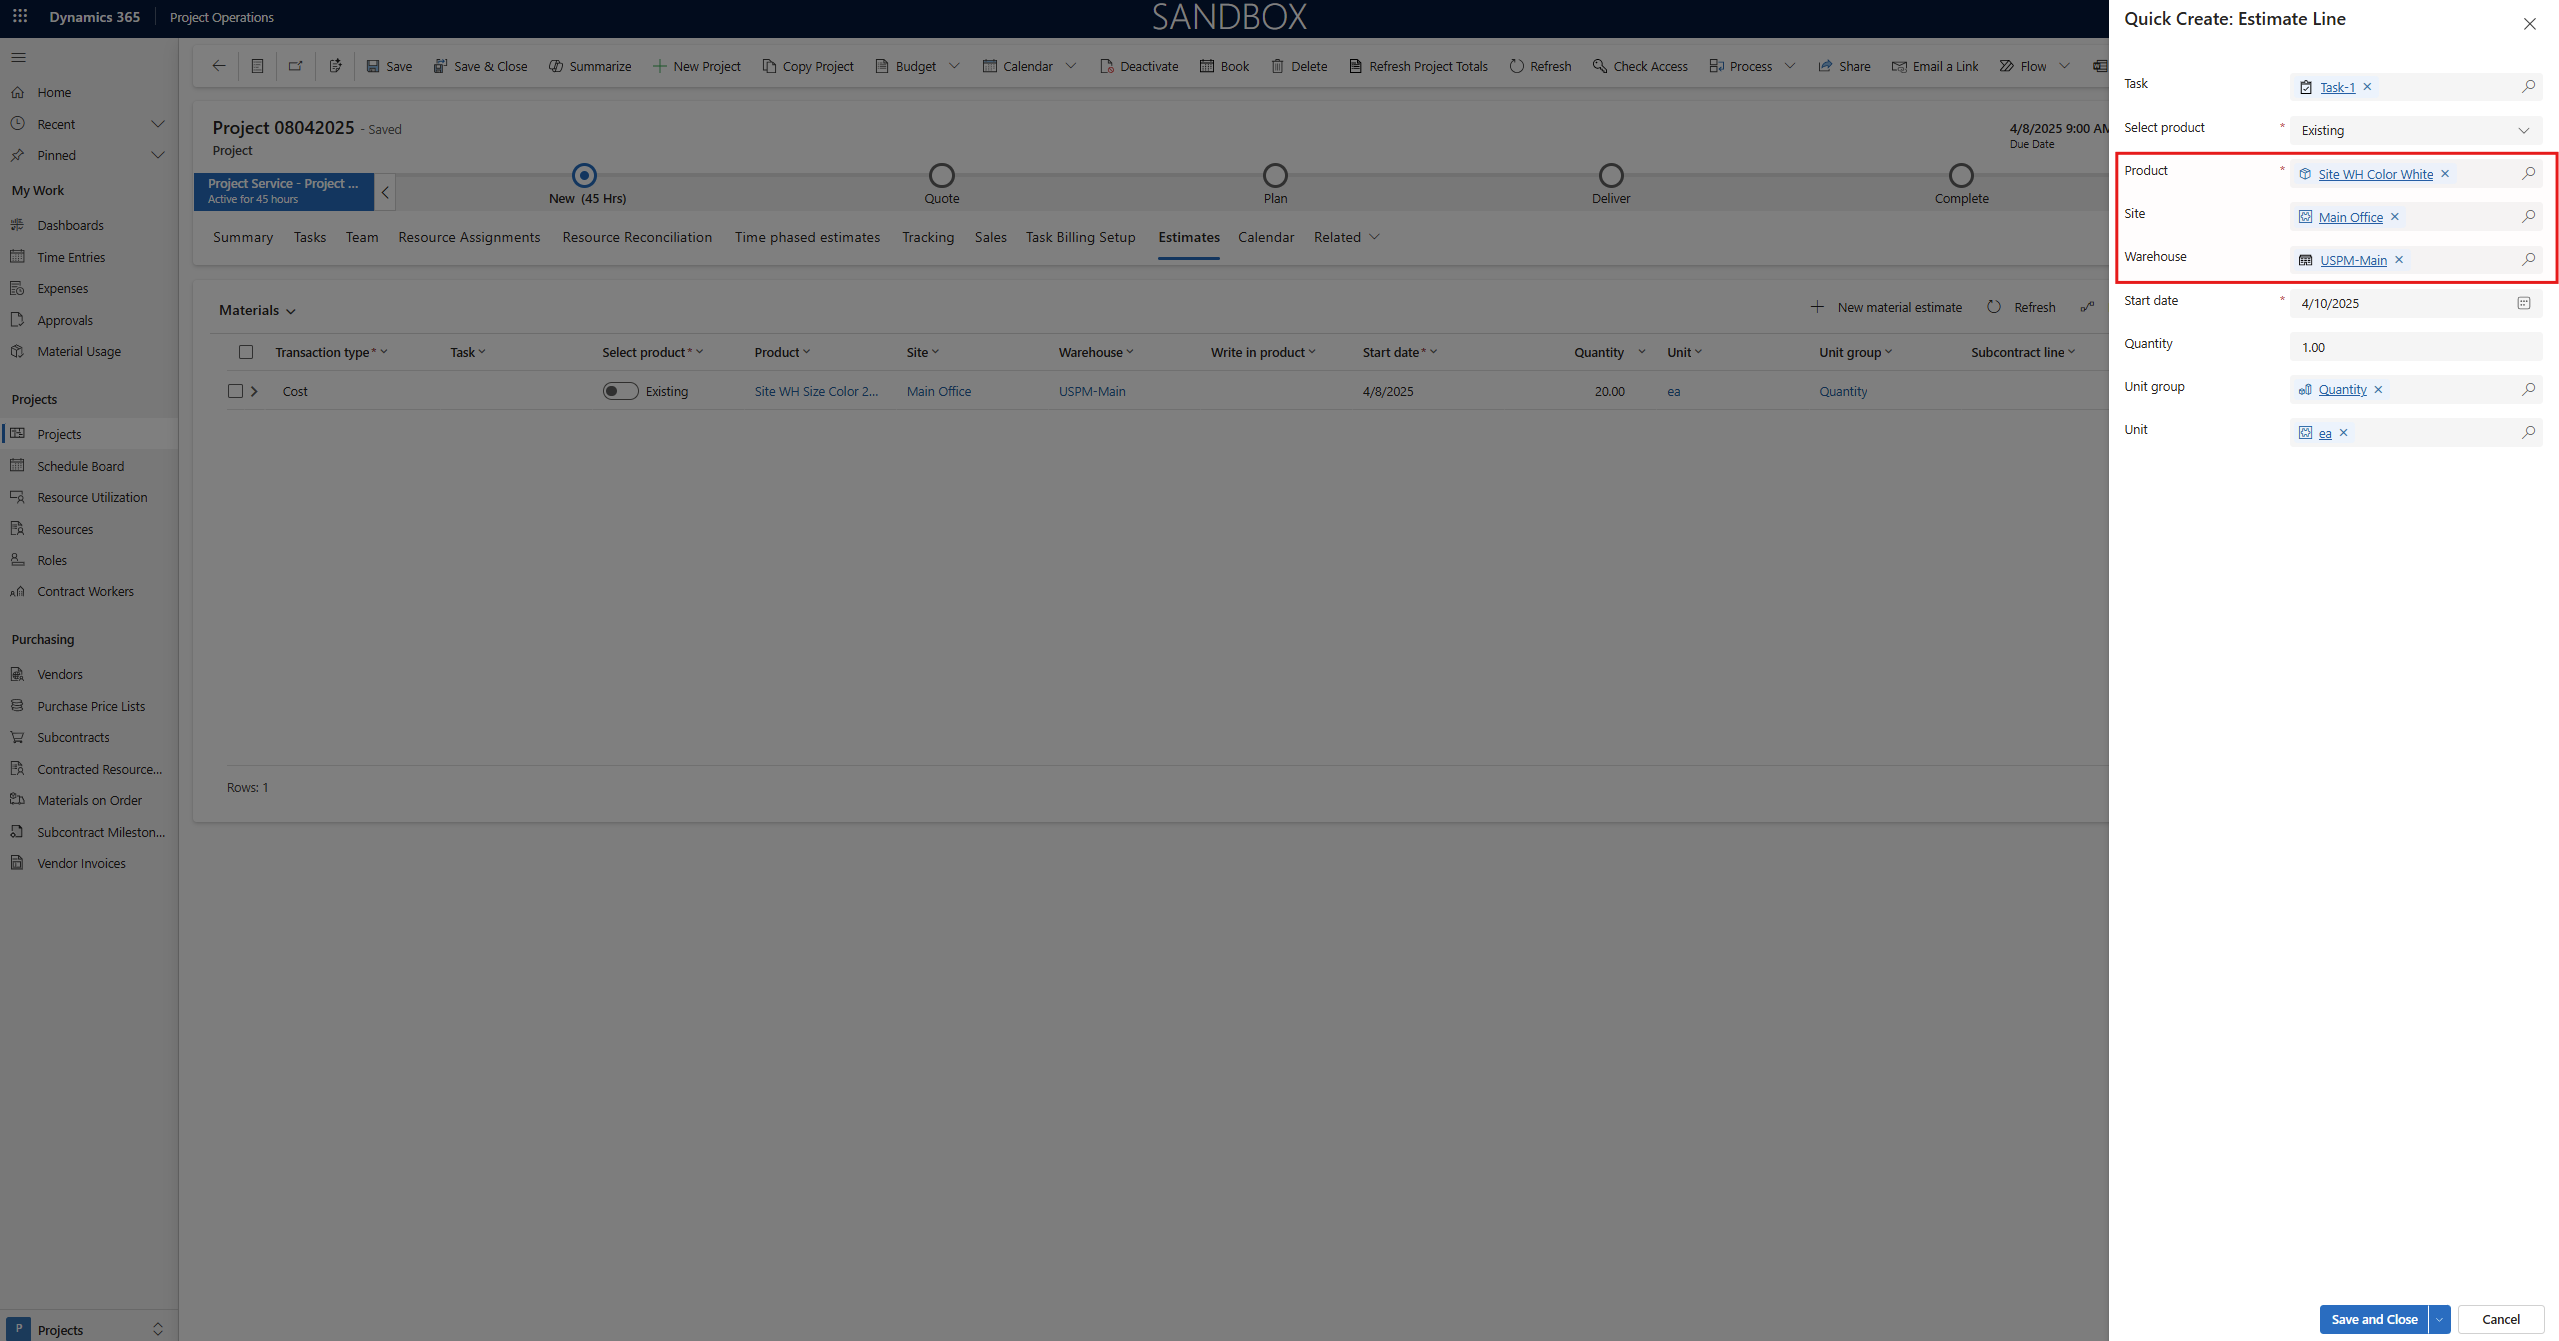 Dynamics 365 Project Operations SANDBOX
Save Save & Close Summarize New Project Copy Project Budget Calendar Deactivate Book Delete Refresh Project Totals Refresh Check Access Process Share Email a Link Flow
Home
Recent
Pinned
My Work
Dashboards
Time Entries
Expenses
Approvals
Material Usage
Projects
Projects
Schedule Board
Resource Utilization
Resources
Roles
Contract Workers
Purchasing
Vendors
Purchase Price Lists
Subcontracts
Contracted Resource...
Materials on Order
Subcontract Mileston...
Vendor Invoices
P Projects
Project 08042025 - Saved
Project
4/8/2025 9:00 AM
Due Date
Project Service - Project ...
Active for 45 hours
New (45 Hrs) Quote Plan Deliver Complete
Summary Tasks Team Resource Assignments Resource Reconciliation Time phased estimates Tracking Sales Task Billing Setup Estimates Calendar Related
Materials New material estimate Refresh
Transaction type* Task Select product* Product Site Warehouse Write in product Start date* Quantity Unit Unit group Subcontract line
Cost Existing Site WH Size Color 2... Main Office USPM-Main 4/8/2025 20.00 ea Quantity
Rows: 1
Quick Create: Estimate Line
Task Task-1
Select product * Existing
Product * Site WH Color White
Site Main Office
Warehouse USPM-Main
Start date * 4/10/2025
Quantity 1.00
Unit group Quantity
Unit ea
Save and Close Cancel